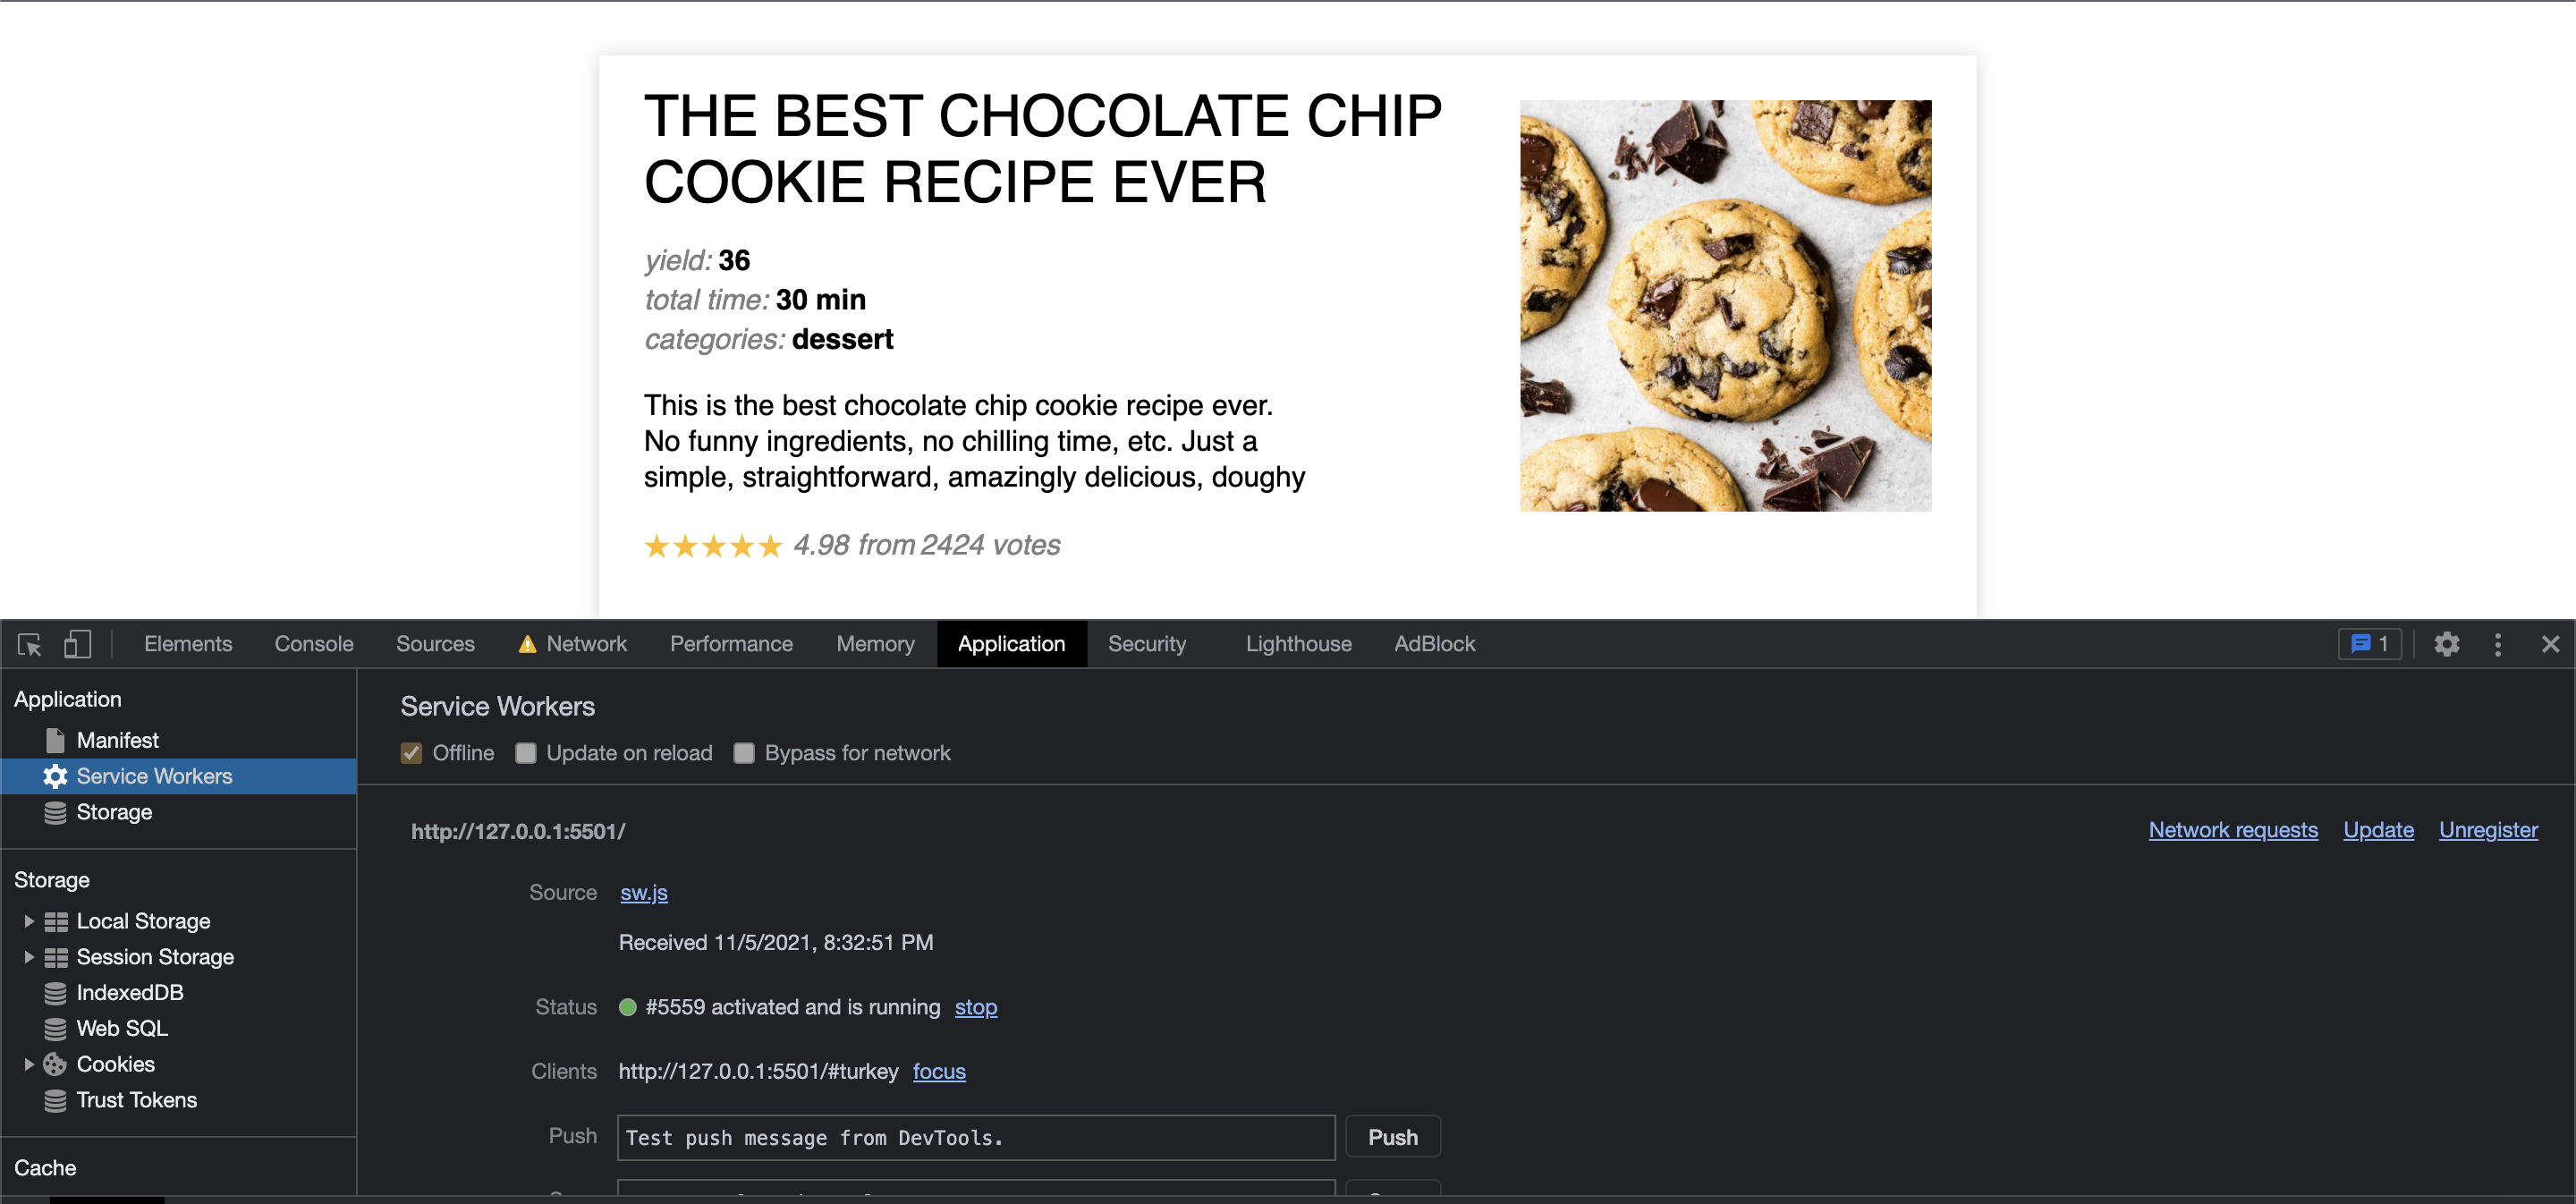 THE BEST CHOCOLATE CHIP
COOKIE RECIPE EVER
yield: 36
total time: 30 min
categories: dessert
This is the best chocolate chip cookie recipe ever.
No funny ingredients, no chilling time, etc. Just a
simple, straightforward, amazingly delicious, doughy
★★★★★ 4.98 from 2424 votes
Elements Console Sources Network Performance Memory Application Security Lighthouse AdBlock 1
Application
Manifest
Service Workers
Storage
Storage
Local Storage
Session Storage
IndexedDB
Web SQL
Cookies
Trust Tokens
Cache
Service Workers
Offline Update on reload Bypass for network
http://127.0.0.1:5501/ Network requests Update Unregister
Source sw.js
Received 11/5/2021, 8:32:51 PM
Status #5559 activated and is running stop
Clients http://127.0.0.1:5501/#turkey focus
Push Test push message from DevTools. Push